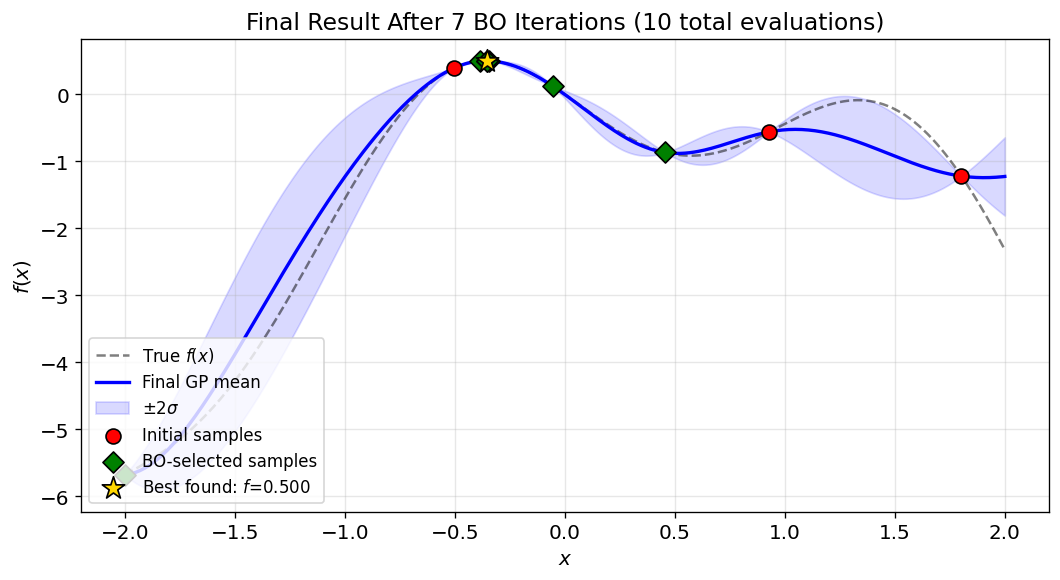 Final Result After 7 BO Iterations (10 total evaluations)
f(x)
0
−1
−2
−3
−4
−5
−6
True f(x)
Final GP mean
±2σ
Initial samples
BO-selected samples
Best found: f=0.500
−2.0 −1.5 −1.0 −0.5 0.0 0.5 1.0 1.5 2.0
x